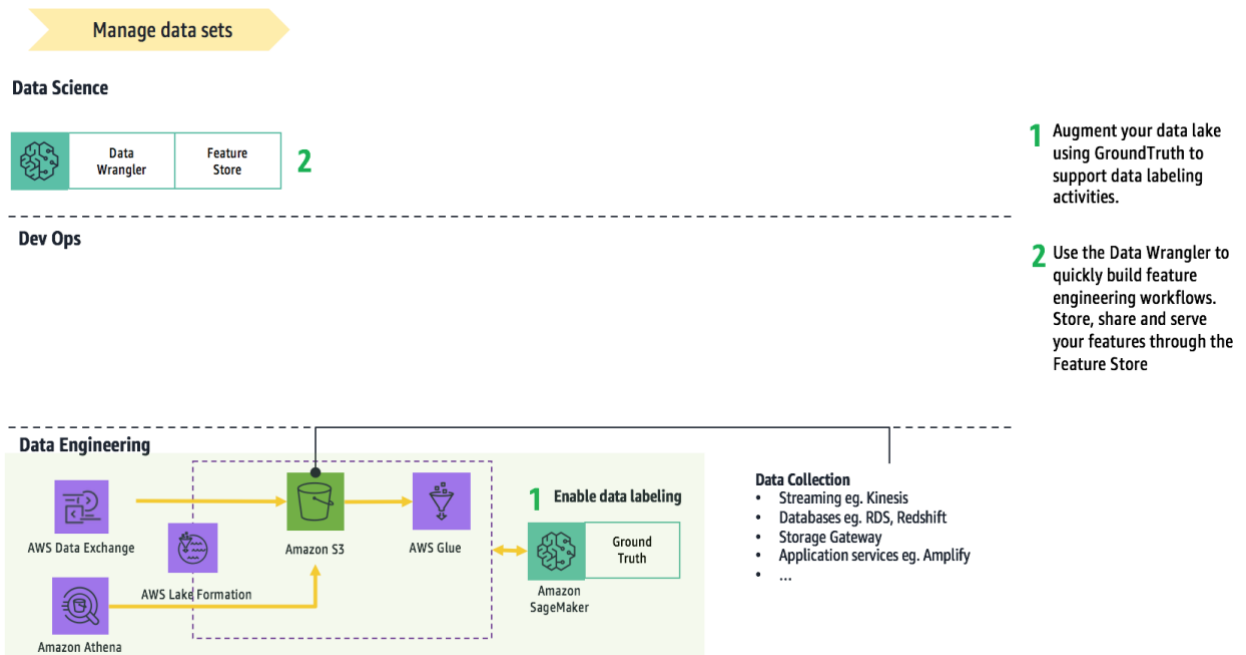 Manage data sets
Data Science
Data
Wrangler
Feature
Store
2
1 Augment your data lake
using GroundTruth to
support data labeling
activities.
Dev Ops
2 Use the Data Wrangler to
quickly build feature
engineering workflows.
Store, share and serve
your features through the
Feature Store
Data Engineering
AWS Data Exchange
AWS Lake Formation
Amazon Athena
Amazon S3
AWS Glue
1 Enable data labeling
Ground
Truth
Amazon
SageMaker
Data Collection
• Streaming eg. Kinesis
• Databases eg. RDS, Redshift
• Storage Gateway
• Application services eg. Amplify
• ...